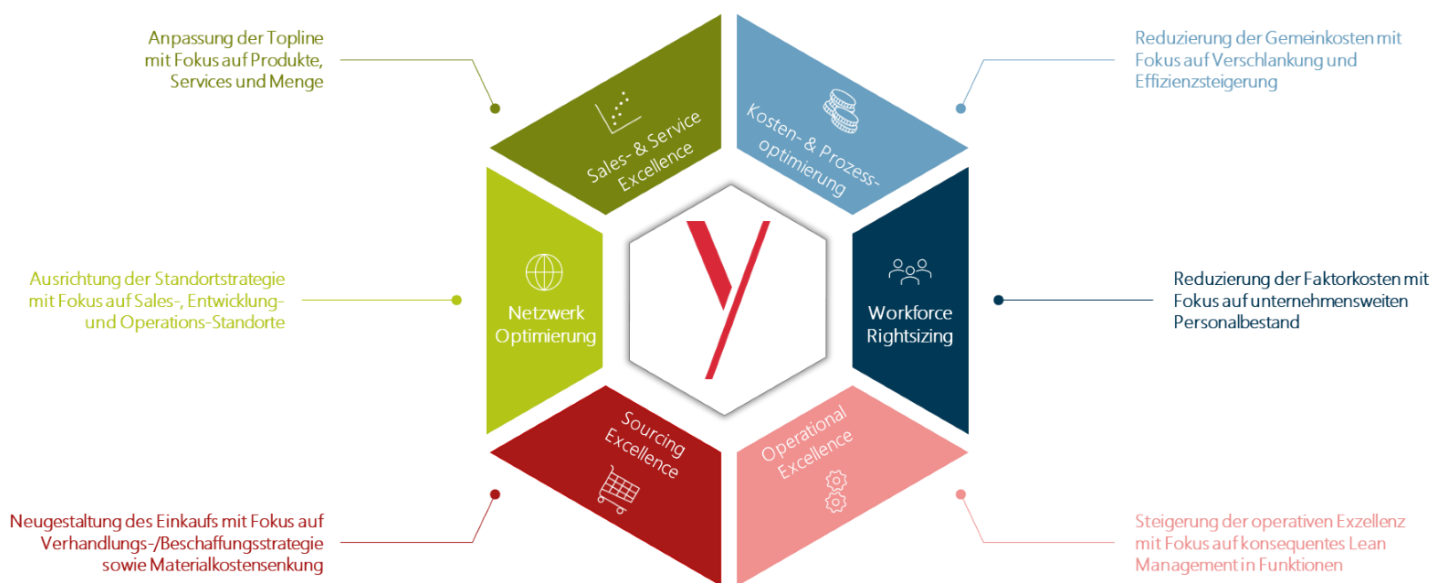 Anpassung der Topline
mit Fokus auf Produkte,
Services und Menge
Sales- & Service
Excellence
Kosten- & Prozess-
optimierung
Reduzierung der Gemeinkosten mit
Fokus auf Verschlankung und
Effizienzsteigerung
Ausrichtung der Standortstrategie
mit Fokus auf Sales-, Entwicklung-
und Operations-Standorte
Netzwerk
Optimierung
Workforce
Rightsizing
Reduzierung der Faktorkosten mit
Fokus auf unternehmensweiten
Personalbestand
Neugestaltung des Einkaufs mit Fokus auf
Verhandlungs-/Beschaffungsstrategie
sowie Materialkostensenkung
Sourcing
Excellence
Operational
Excellence
Steigerung der operativen Exzellenz
mit Fokus auf konsequentes Lean
Management in Funktionen